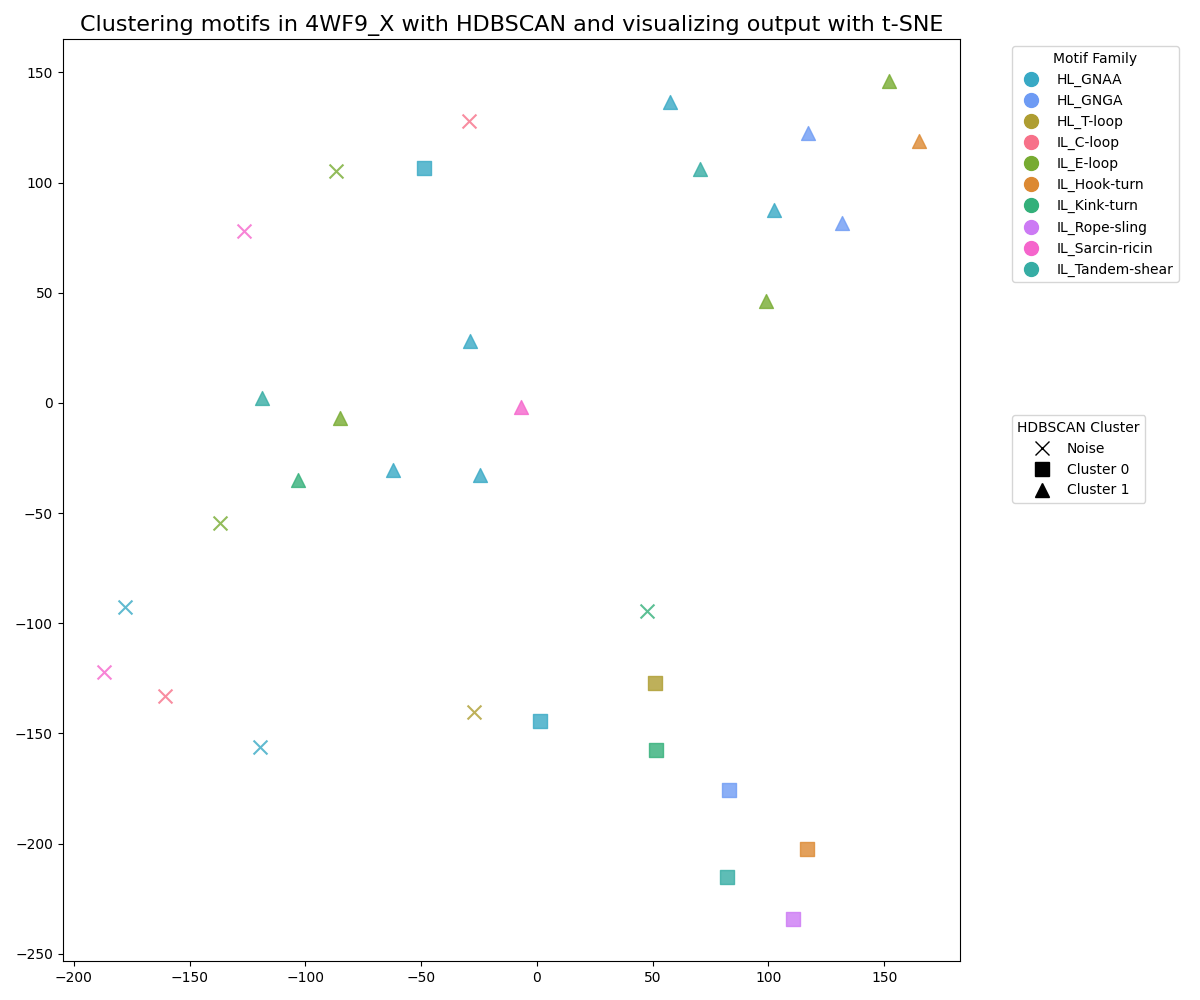 Clustering motifs in 4WF9_X with HDBSCAN and visualizing output with t-SNE
150
100
50
0
−50
−100
−150
−200
−250
−200
−150
−100
−50
0
50
100
150
Motif Family
HL_GNAA
HL_GNGA
HL_T-loop
IL_C-loop
IL_E-loop
IL_Hook-turn
IL_Kink-turn
IL_Rope-sling
IL_Sarcin-ricin
IL_Tandem-shear
HDBSCAN Cluster
Noise
Cluster 0
Cluster 1